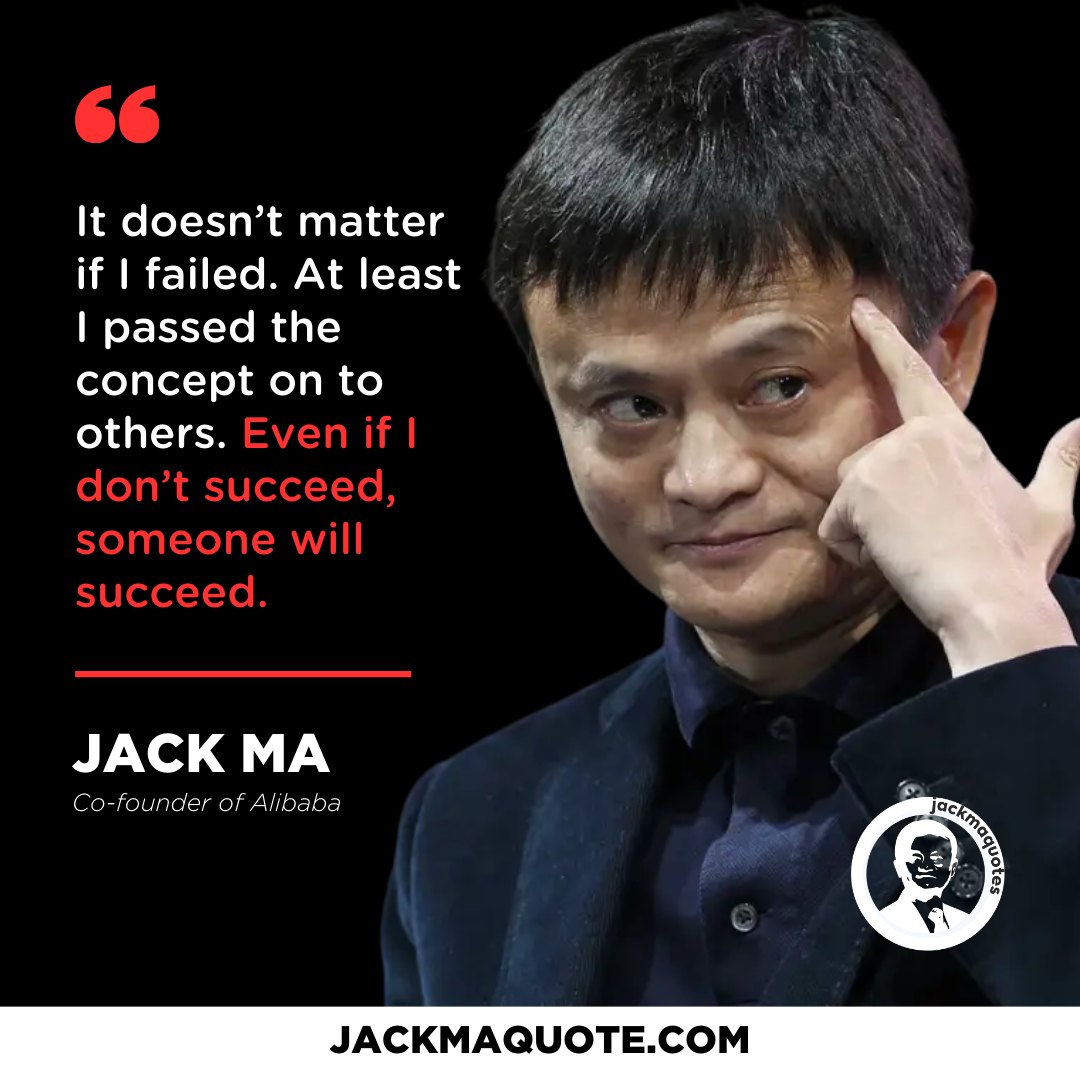 “
It doesn’t matter
if I failed. At least
I passed the
concept on to
others. Even if I
don’t succeed,
someone will
succeed.
JACK MA
Co-founder of Alibaba
jackmaquotes
JACKMAQUOTE.COM